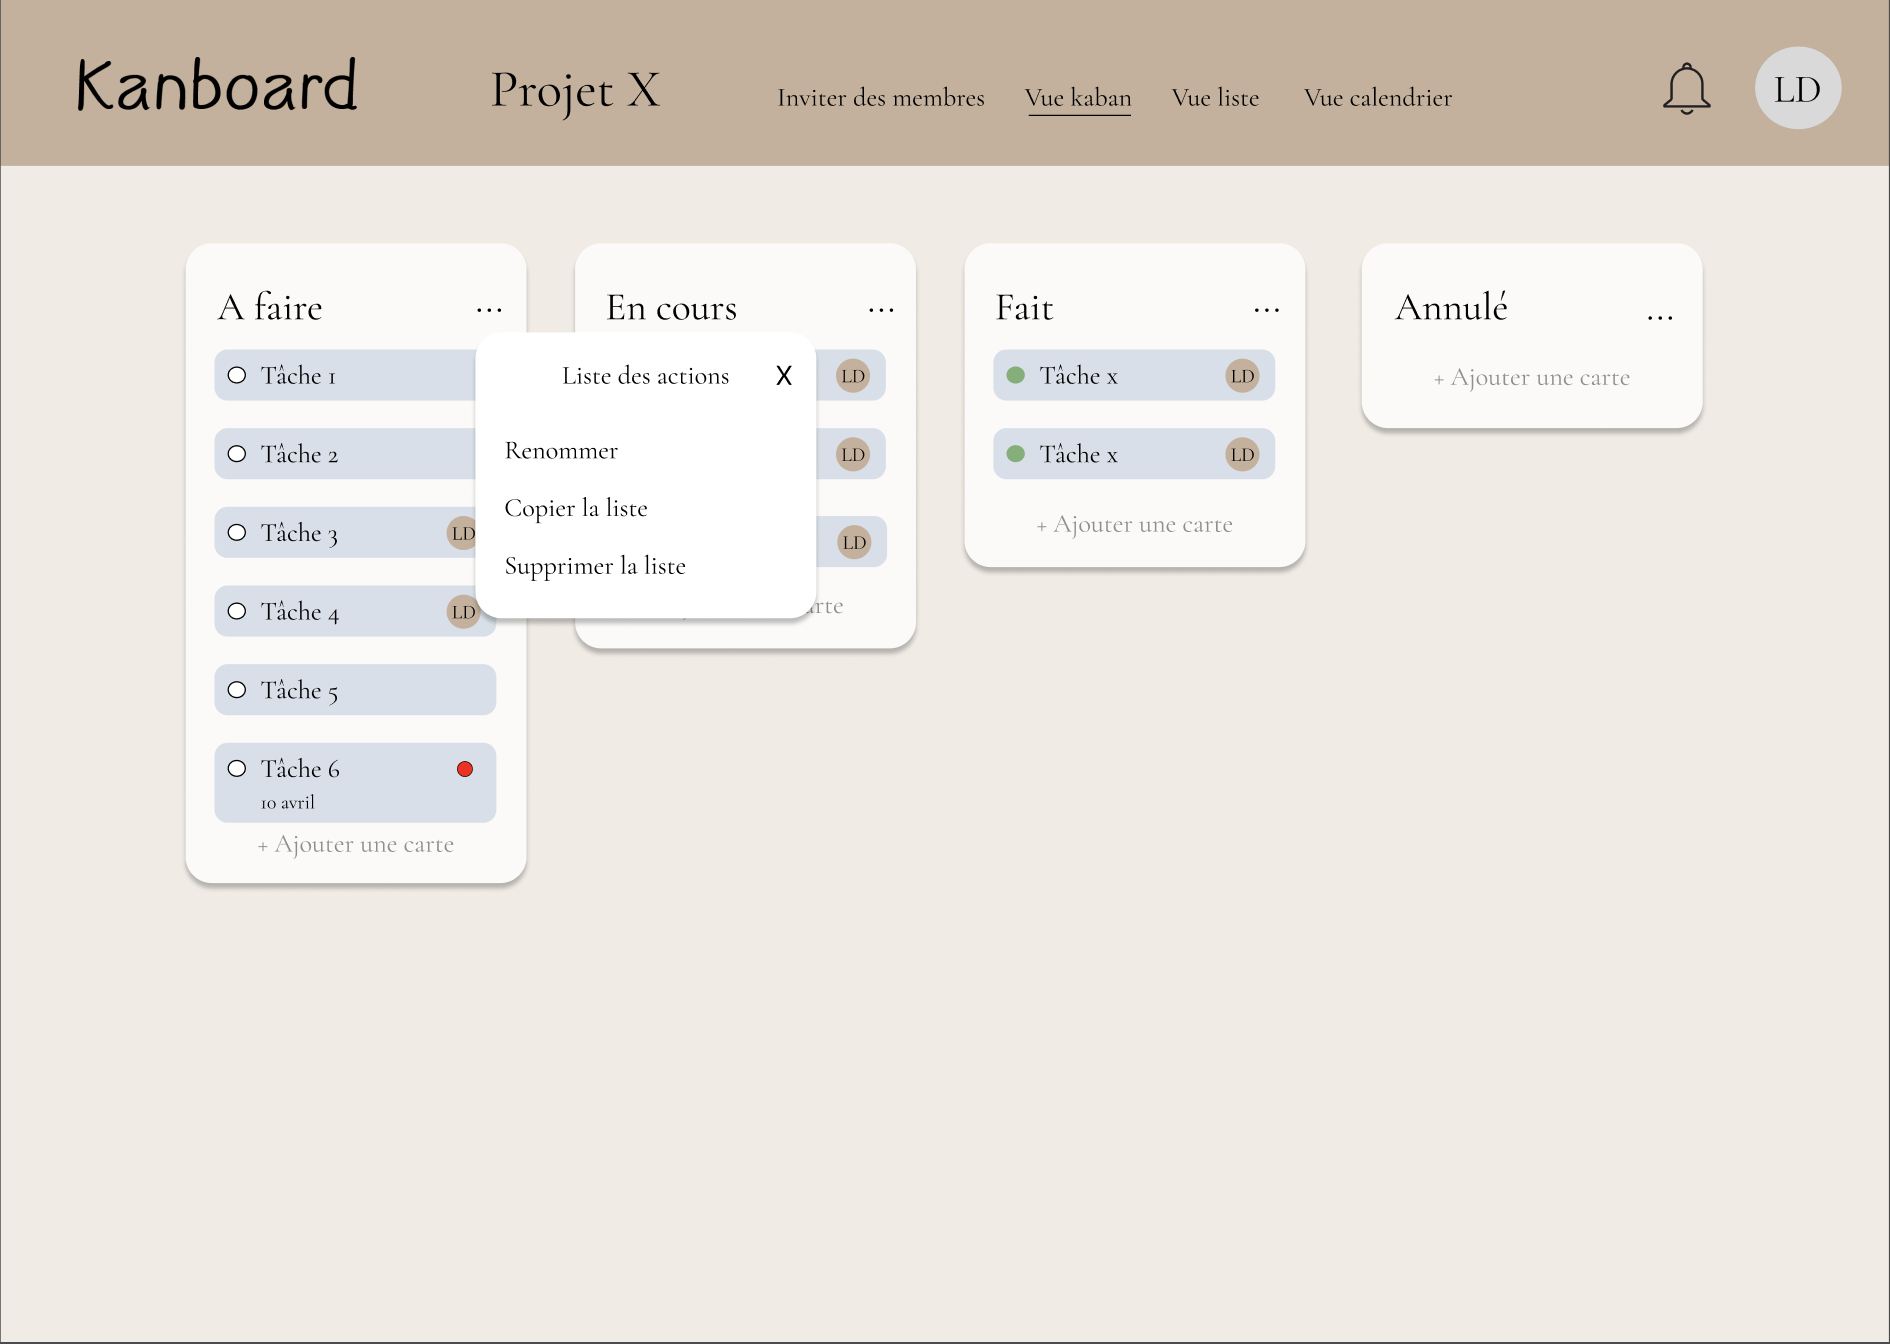 Kanboard
Projet X
Inviter des membres
Vue kaban
Vue liste
Vue calendrier
LD
A faire
...
Tâche 1
Tâche 2
Tâche 3
LD
Tâche 4
LD
Tâche 5
Tâche 6
10 avril
+ Ajouter une carte
Liste des actions
X
Renommer
Copier la liste
Supprimer la liste
En cours
...
LD
LD
LD
Fait
...
Tâche x
LD
Tâche x
LD
+ Ajouter une carte
Annulé
...
+ Ajouter une carte